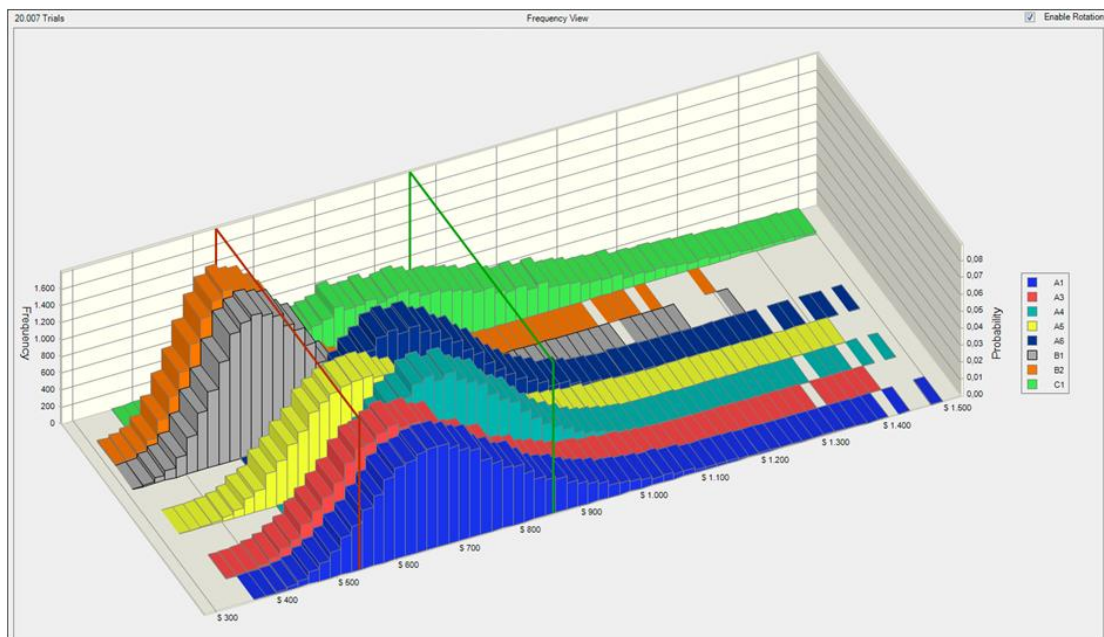 20.007 Trials
Frequency View
Enable Rotation
Frequency
1.600
1.400
1.200
1.000
800
600
400
200
0
Probability
0,08
0,07
0,06
0,05
0,04
0,03
0,02
0,01
0,00
$ 300
$ 400
$ 500
$ 600
$ 700
$ 800
$ 900
$ 1.000
$ 1.100
$ 1.200
$ 1.300
$ 1.400
$ 1.500
A1
A3
A4
A5
A6
B1
B2
C1